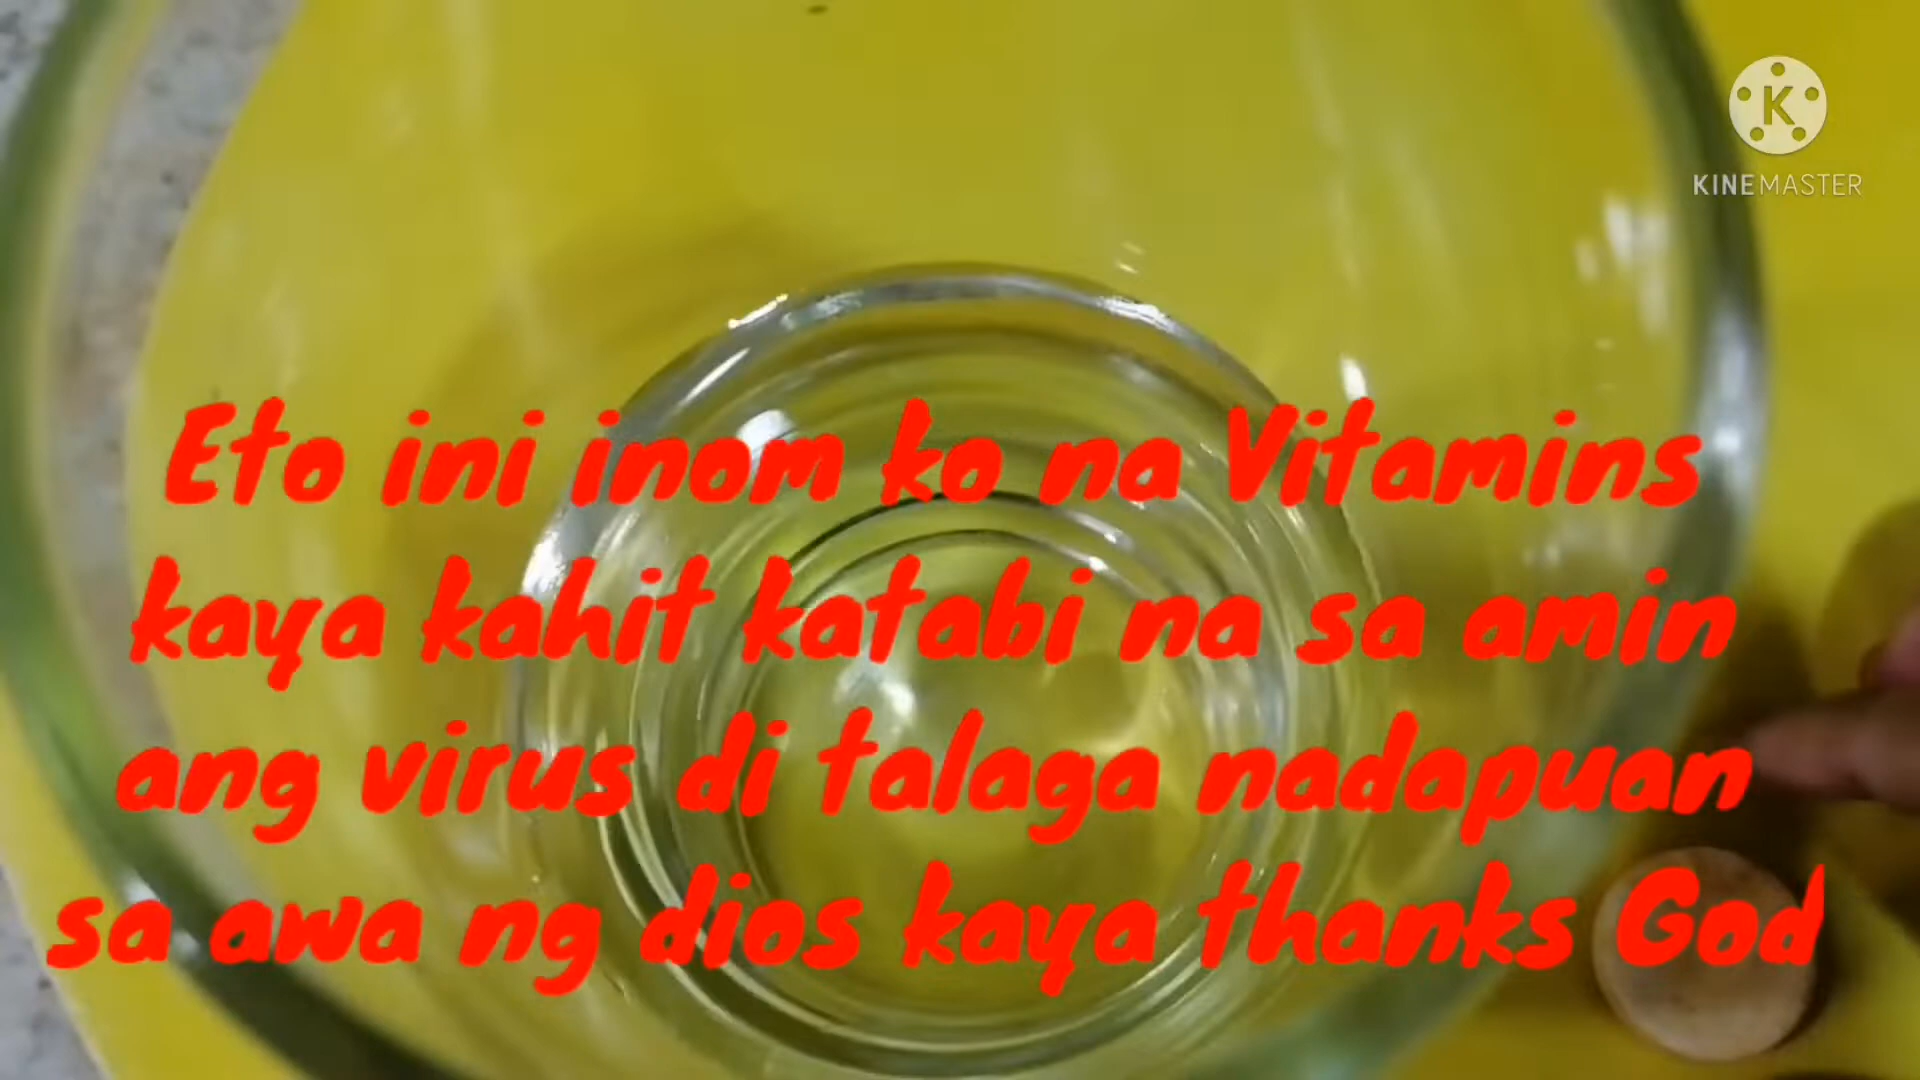 KINEMASTER
Eto ini inom ko na Vitamins
kaya kahit katabi na sa amin
ang virus di talaga nadapuan
sa awa ng dios kaya thanks God